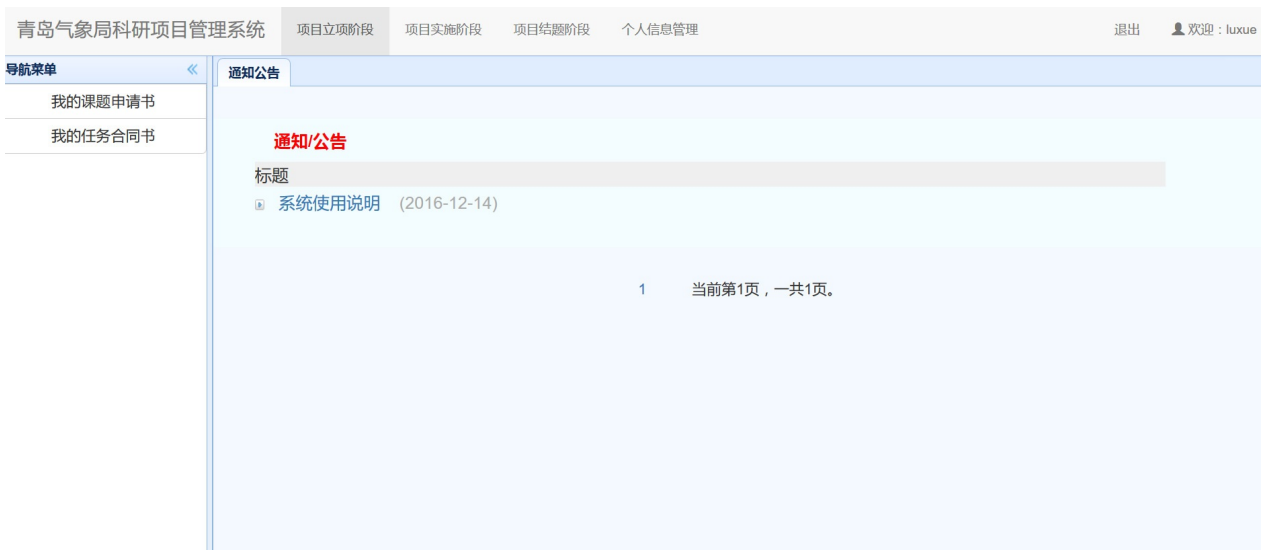 青岛气象局科研项目管理系统 项目立项阶段 项目实施阶段 项目结题阶段 个人信息管理 退出 欢迎：luxue
导航菜单
通知公告
我的课题申请书
我的任务合同书
通知/公告
标题
系统使用说明 (2016-12-14)
1 当前第1页，一共1页。